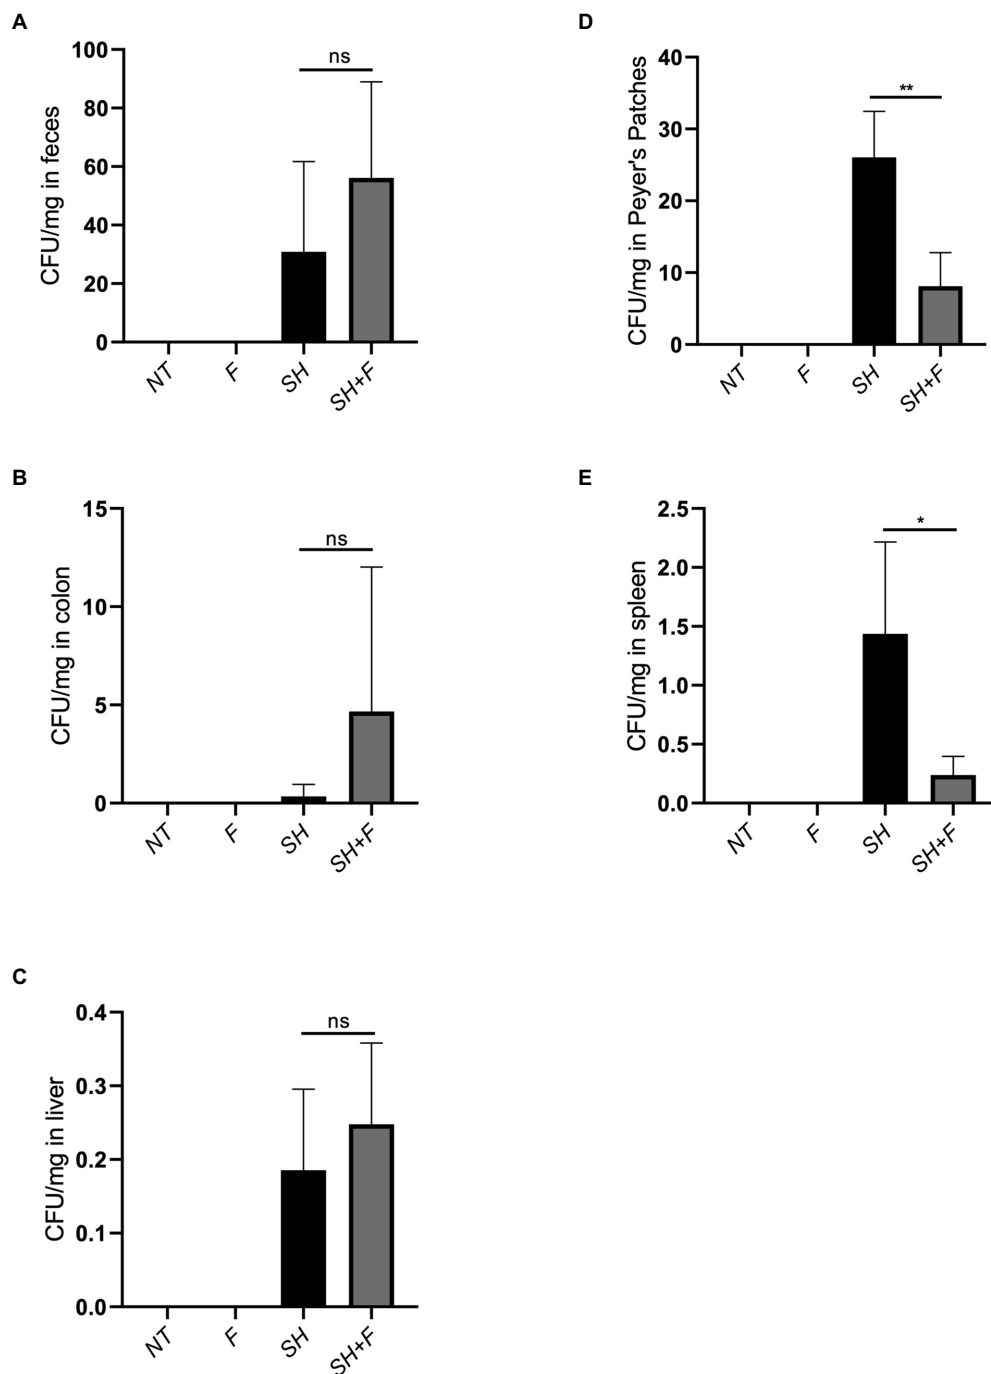 A
CFU/mg in feces
100
80
60
40
20
0
ns
NT
F
SH
SH+F
B
CFU/mg in colon
15
10
5
0
ns
NT
F
SH
SH+F
C
CFU/mg in liver
0.4
0.3
0.2
0.1
0.0
ns
NT
F
SH
SH+F
D
CFU/mg in Peyer's Patches
40
30
20
10
0
**
NT
F
SH
SH+F
E
CFU/mg in spleen
2.5
2.0
1.5
1.0
0.5
0.0
*
NT
F
SH
SH+F